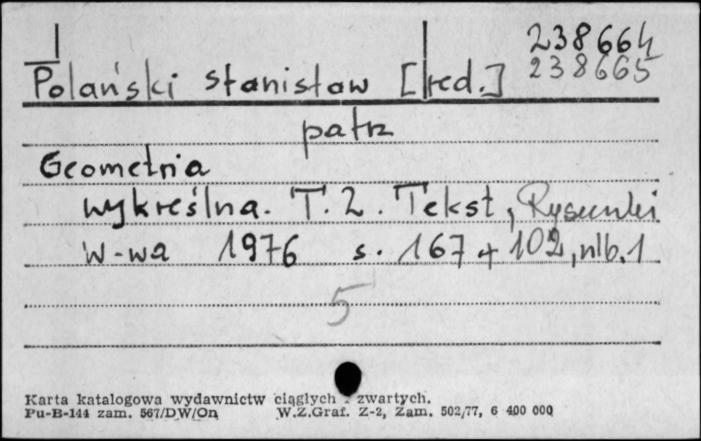 238664
238665
Polański Stanisław [red.]
patrz
Geometria
wykreślna. T. 2. Tekst, Rysunki
W-wa 1976 s. 167 + 102, nlb. 1
5
Karta katalogowa wydawnictw ciągłych - zwartych.
Pu-B-144 zam. 567/DW/On W.Z.Graf. Z-2, Zam. 502/77, 6 400 000